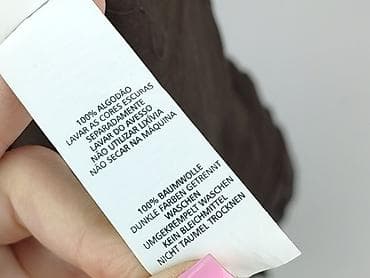 100% ALGODÃO
LAVAR AS CORES ESCURAS
SEPARADAMENTE
LAVAR DO AVESSO
NÃO UTILIZAR LIXÍVIA
NÃO SECAR NA MÁQUINA
100% BAUMWOLLE
DUNKLE FARBEN GETRENNT
WASCHEN
UMGEKREMPELT WASCHEN
KEIN BLEICHMITTEL
NICHT TAUMEL TROCKNEN